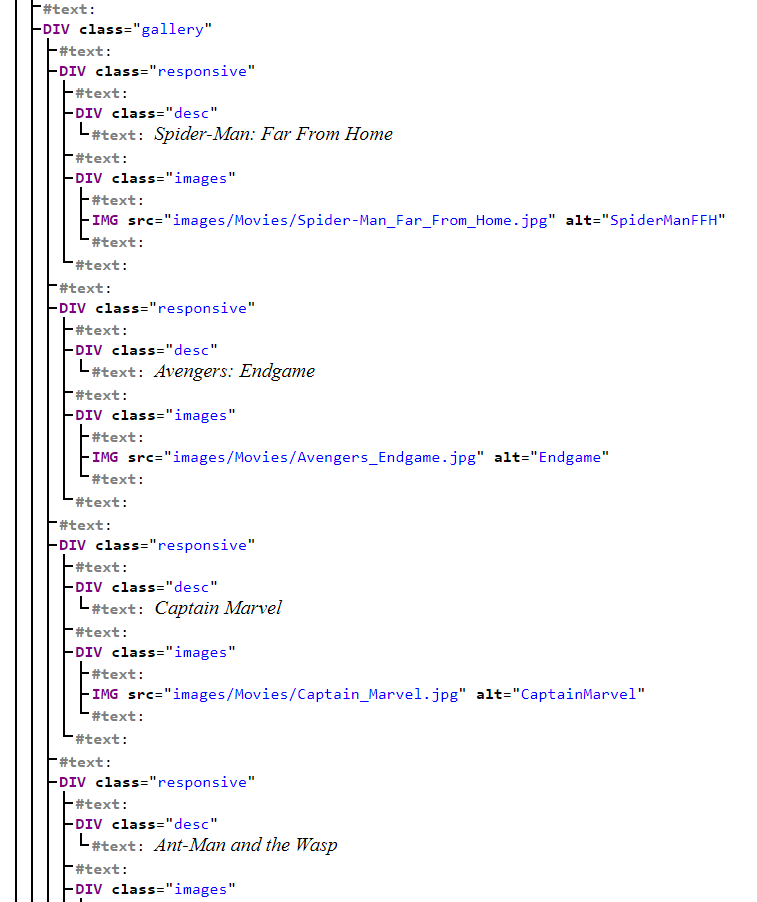 #text:
DIV class="gallery"
#text:
DIV class="responsive"
#text:
DIV class="desc"
#text: Spider-Man: Far From Home
#text:
DIV class="images"
#text:
IMG src="images/Movies/Spider-Man_Far_From_Home.jpg" alt="SpiderManFFH"
#text:
#text:
#text:
DIV class="responsive"
#text:
DIV class="desc"
#text: Avengers: Endgame
#text:
DIV class="images"
#text:
IMG src="images/Movies/Avengers_Endgame.jpg" alt="Endgame"
#text:
#text:
#text:
DIV class="responsive"
#text:
DIV class="desc"
#text: Captain Marvel
#text:
DIV class="images"
#text:
IMG src="images/Movies/Captain_Marvel.jpg" alt="CaptainMarvel"
#text:
#text:
#text:
DIV class="responsive"
#text:
DIV class="desc"
#text: Ant-Man and the Wasp
#text:
DIV class="images"